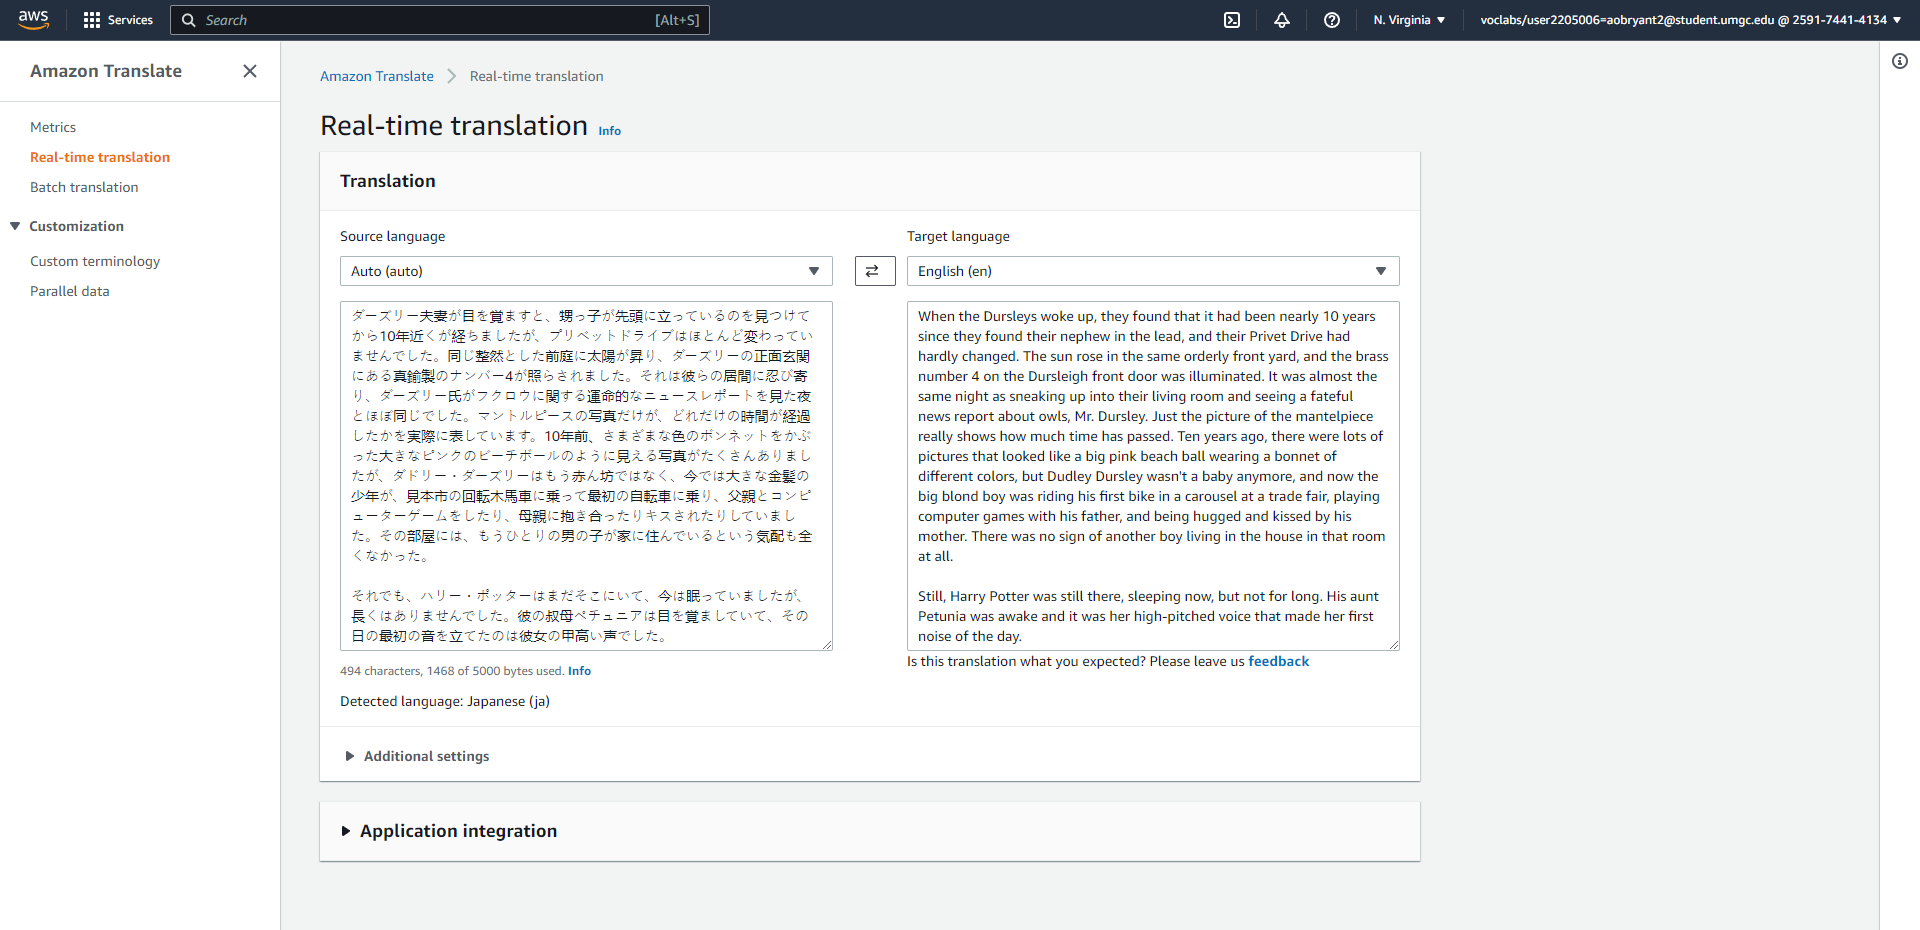 aws
Services
Search
[Alt+S]
N. Virginia
voclabs/user2205006=aobryant2@student.umgc.edu @ 2591-7441-4134
Amazon Translate
Metrics
Real-time translation
Batch translation
Customization
Custom terminology
Parallel data
Amazon Translate
Real-time translation
Real-time translation Info
Translation
Source language
Auto (auto)
ダーズリー夫妻が目を覚ますと、甥っ子が先頭に立っているのを見つけて
から10年近くが経ちましたが、プリベットドライブはほとんど変わってい
ませんでした。同じ整然とした前庭に太陽が昇り、ダーズリーの正面玄関
にある真鍮製のナンバー4が照らされました。それは彼らの居間に忍び寄
り、ダーズリー氏がフクロウに関する運命的なニュースレポートを見た夜
とほぼ同じでした。マントルピースの写真だけが、どれだけの時間が経過
したかを実際に表しています。10年前、さまざまな色のボンネットをかぶ
った大きなピンクのビーチボールのように見える写真がたくさんありまし
たが、ダドリー・ダーズリーはもう赤ん坊ではなく、今では大きな金髪の
少年が、見本市の回転木馬車に乗って最初の自転車に乗り、父親とコンピ
ューターゲームをしたり、母親に抱き合ったりキスされたりしていまし
た。その部屋には、もうひとりの男の子が家に住んでいるという気配も全
くなかった。
それでも、ハリー・ポッターはまだそこにいて、今は眠っていましたが、
長くはありませんでした。彼の叔母ペチュニアは目を覚ましていて、その
日の最初の音を立てたのは彼女の甲高い声でした。
494 characters, 1468 of 5000 bytes used. Info
Detected language: Japanese (ja)
Target language
English (en)
When the Dursleys woke up, they found that it had been nearly 10 years
since they found their nephew in the lead, and their Privet Drive had
hardly changed. The sun rose in the same orderly front yard, and the brass
number 4 on the Dursleigh front door was illuminated. It was almost the
same night as sneaking up into their living room and seeing a fateful
news report about owls, Mr. Dursley. Just the picture of the mantelpiece
really shows how much time has passed. Ten years ago, there were lots of
pictures that looked like a big pink beach ball wearing a bonnet of
different colors, but Dudley Dursley wasn't a baby anymore, and now the
big blond boy was riding his first bike in a carousel at a trade fair, playing
computer games with his father, and being hugged and kissed by his
mother. There was no sign of another boy living in the house in that room
at all.
Still, Harry Potter was still there, sleeping now, but not for long. His aunt
Petunia was awake and it was her high-pitched voice that made her first
noise of the day.
Is this translation what you expected? Please leave us feedback
Additional settings
Application integration